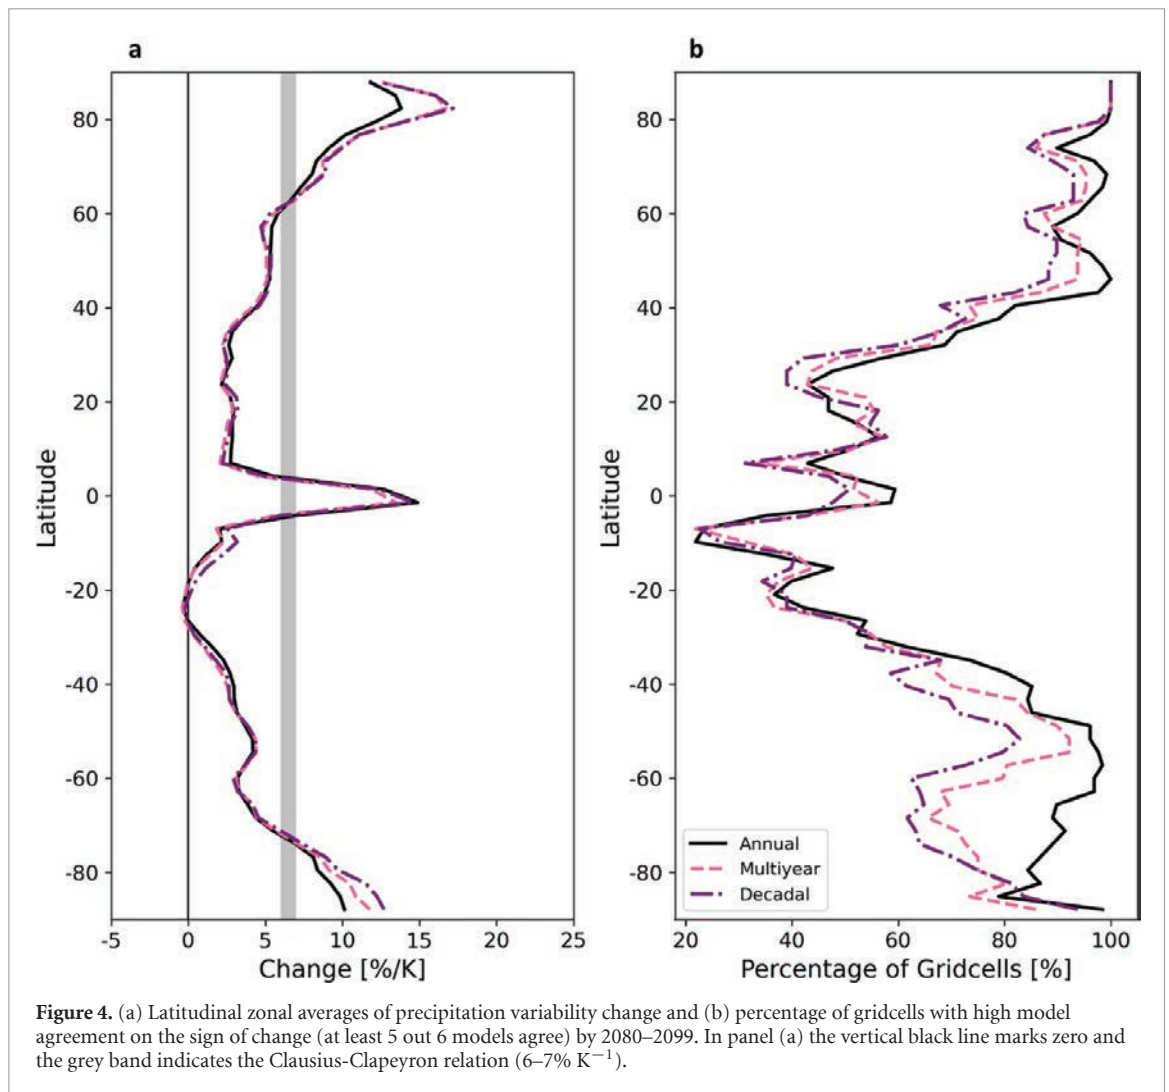 a
b
80
60
40
20
0
-20
-40
-60
-80
Latitude
-5 0 5 10 15 20 25
Change [%/K]
80
60
40
20
0
-20
-40
-60
-80
Latitude
Annual
Multiyear
Decadal
20 40 60 80 100
Percentage of Gridcells [%]
Figure 4. (a) Latitudinal zonal averages of precipitation variability change and (b) percentage of gridcells with high model
agreement on the sign of change (at least 5 out 6 models agree) by 2080–2099. In panel (a) the vertical black line marks zero and
the grey band indicates the Clausius-Clapeyron relation (6–7% K⁻¹).